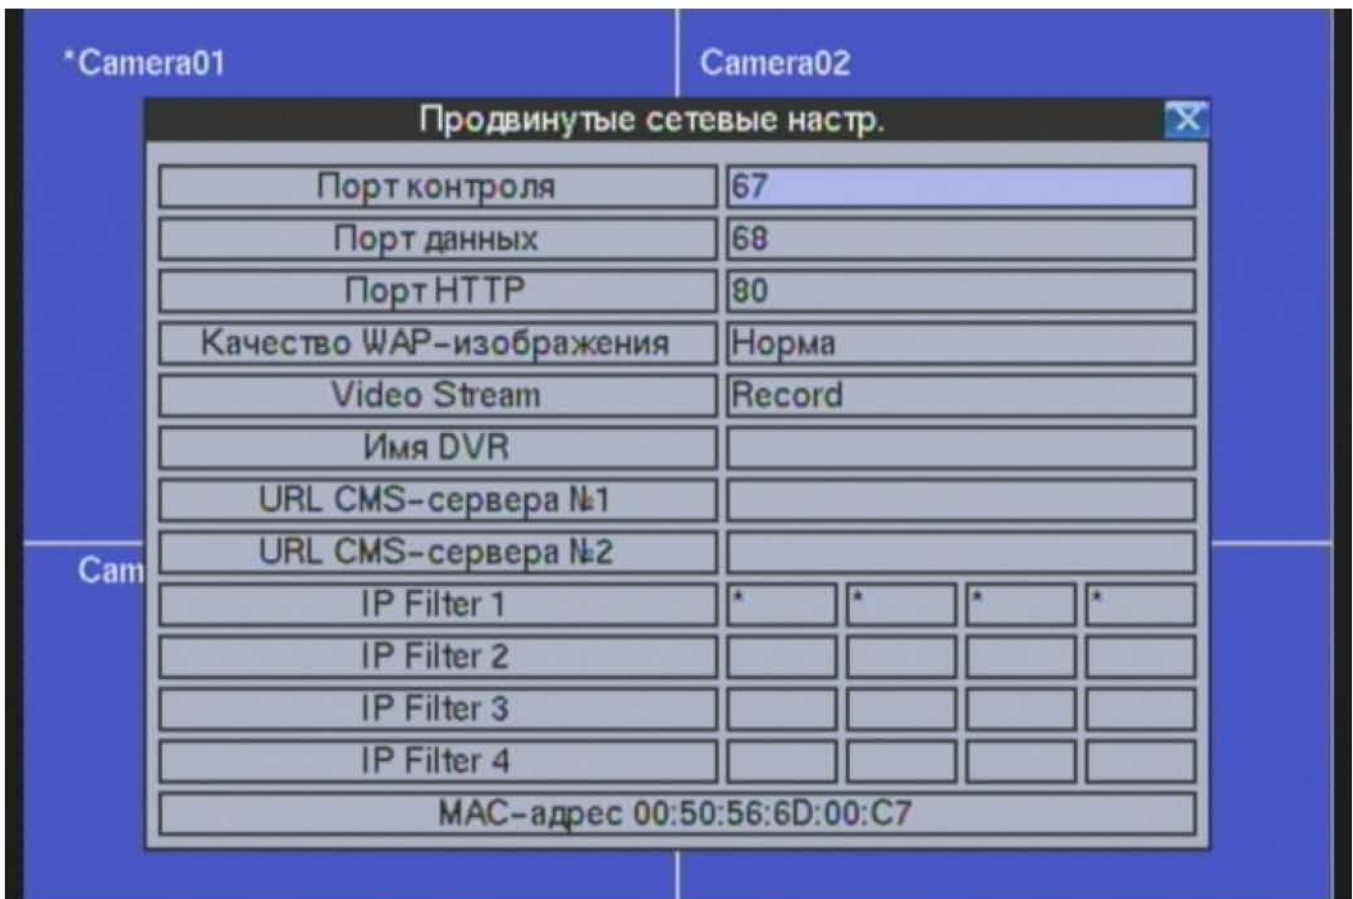 *Camera01 Camera02
Продвинутые сетевые настр. X
Порт контроля 67
Порт данных 68
Порт HTTP 80
Качество WAP-изображения Норма
Video Stream Record
Имя DVR
URL CMS-сервера №1
URL CMS-сервера №2
Cam
IP Filter 1 * * * *
IP Filter 2
IP Filter 3
IP Filter 4
MAC-адрес 00:50:56:6D:00:C7